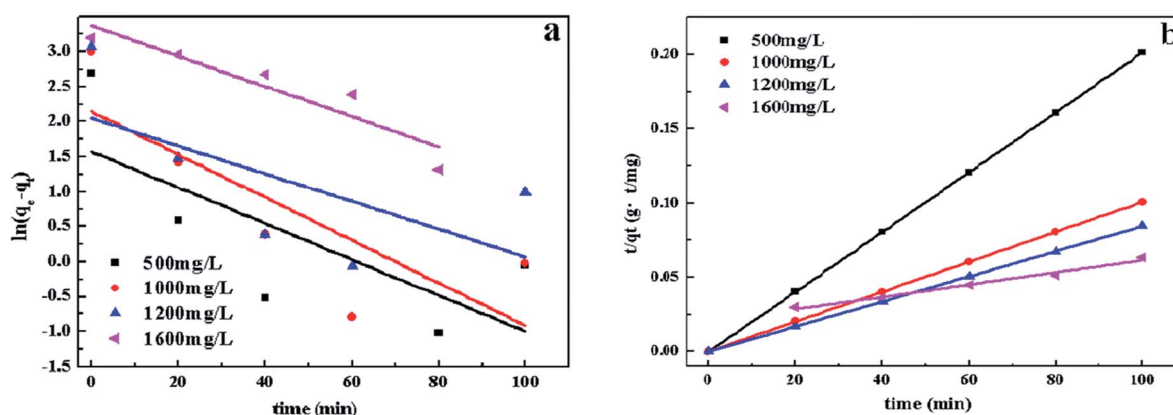 a
ln(qe-qt)
3.0
2.5
2.0
1.5
1.0
0.5
0.0
-0.5
-1.0
-1.5
500mg/L
1000mg/L
1200mg/L
1600mg/L
0 20 40 60 80 100
time (min)
b
t/qt (g· t/mg)
0.20
0.15
0.10
0.05
0.00
500mg/L
1000mg/L
1200mg/L
1600mg/L
0 20 40 60 80 100
time (min)